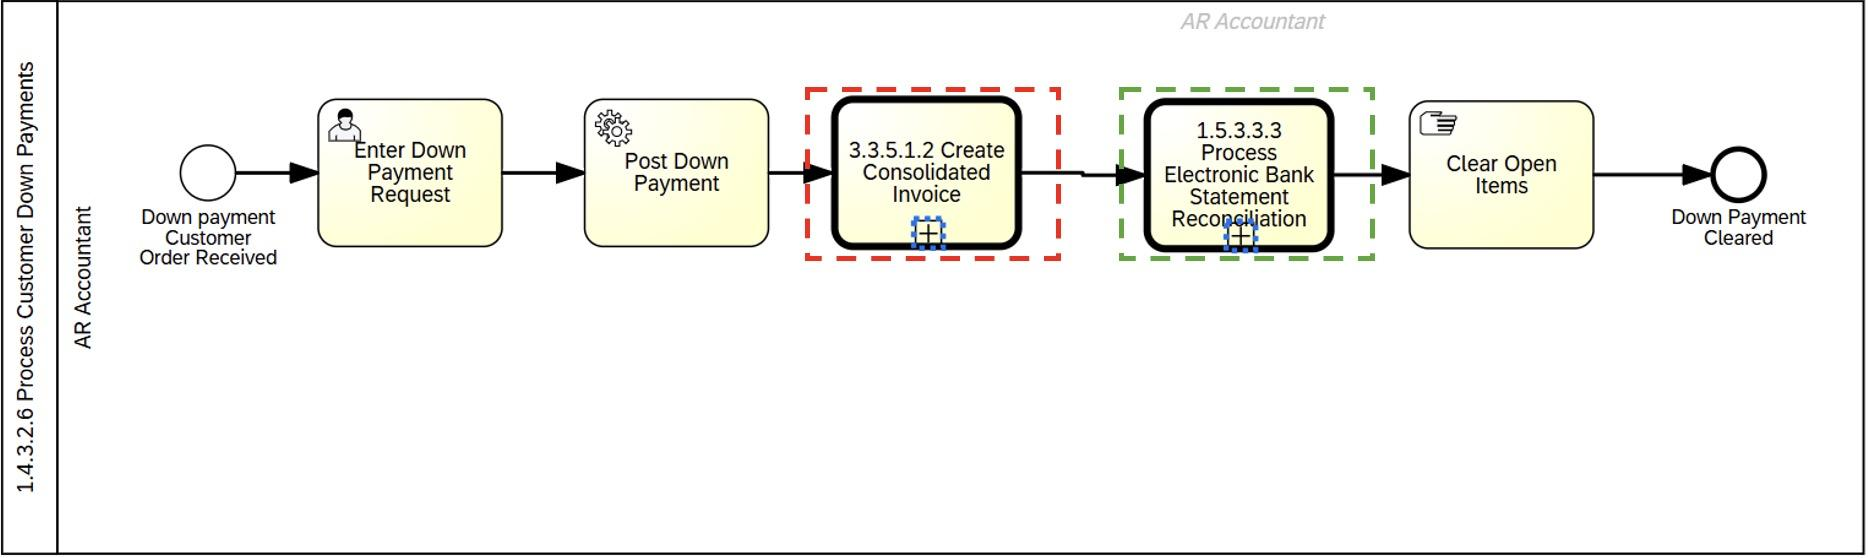 1.4.3.2.6 Process Customer Down Payments
AR Accountant
AR Accountant
Down payment
Customer
Order Received
Enter Down
Payment
Request
Post Down
Payment
3.3.5.1.2 Create
Consolidated
Invoice
1.5.3.3.3
Process
Electronic Bank
Statement
Reconciliation
Clear Open
Items
Down Payment
Cleared